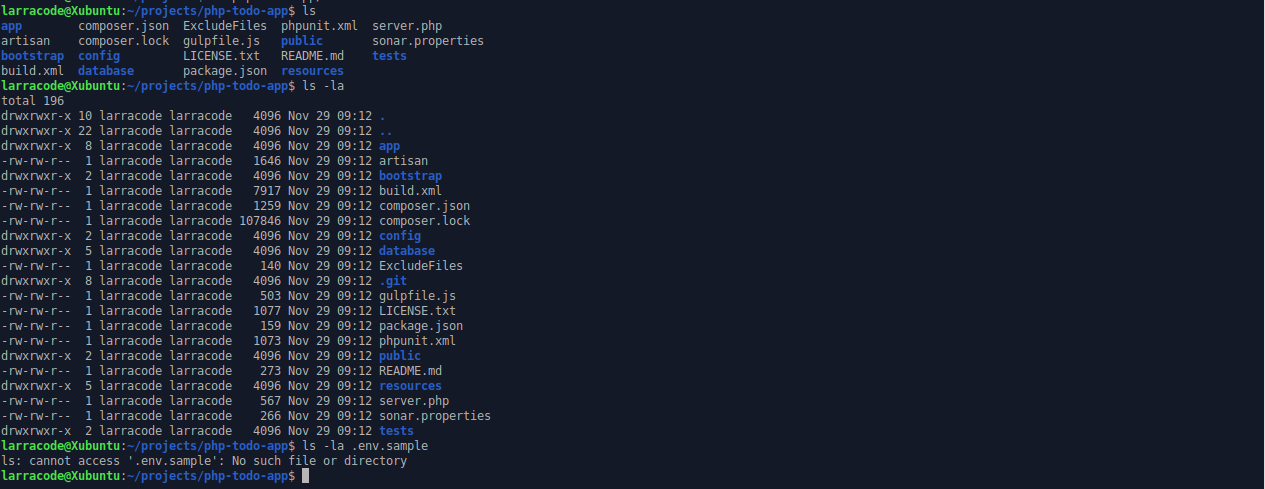 larracode@Xubuntu:~/projects/php-todo-app$ ls
app        composer.json  ExcludeFiles  phpunit.xml  server.php
artisan    composer.lock  gulpfile.js   public       sonar.properties
bootstrap  config         LICENSE.txt   README.md    tests
build.xml  database       package.json  resources
larracode@Xubuntu:~/projects/php-todo-app$ ls -la
total 196
drwxrwxr-x 10 larracode larracode   4096 Nov 29 09:12 .
drwxrwxr-x 22 larracode larracode   4096 Nov 29 09:12 ..
drwxrwxr-x  8 larracode larracode   4096 Nov 29 09:12 app
-rw-rw-r--  1 larracode larracode   1646 Nov 29 09:12 artisan
drwxrwxr-x  2 larracode larracode   4096 Nov 29 09:12 bootstrap
-rw-rw-r--  1 larracode larracode   7917 Nov 29 09:12 build.xml
-rw-rw-r--  1 larracode larracode   1259 Nov 29 09:12 composer.json
-rw-rw-r--  1 larracode larracode 107846 Nov 29 09:12 composer.lock
drwxrwxr-x  2 larracode larracode   4096 Nov 29 09:12 config
drwxrwxr-x  5 larracode larracode   4096 Nov 29 09:12 database
-rw-rw-r--  1 larracode larracode    140 Nov 29 09:12 ExcludeFiles
drwxrwxr-x  8 larracode larracode   4096 Nov 29 09:12 .git
-rw-rw-r--  1 larracode larracode    503 Nov 29 09:12 gulpfile.js
-rw-rw-r--  1 larracode larracode   1077 Nov 29 09:12 LICENSE.txt
-rw-rw-r--  1 larracode larracode    159 Nov 29 09:12 package.json
-rw-rw-r--  1 larracode larracode   1073 Nov 29 09:12 phpunit.xml
drwxrwxr-x  2 larracode larracode   4096 Nov 29 09:12 public
-rw-rw-r--  1 larracode larracode    273 Nov 29 09:12 README.md
drwxrwxr-x  5 larracode larracode   4096 Nov 29 09:12 resources
-rw-rw-r--  1 larracode larracode    567 Nov 29 09:12 server.php
-rw-rw-r--  1 larracode larracode    266 Nov 29 09:12 sonar.properties
drwxrwxr-x  2 larracode larracode   4096 Nov 29 09:12 tests
larracode@Xubuntu:~/projects/php-todo-app$ ls -la .env.sample
ls: cannot access '.env.sample': No such file or directory
larracode@Xubuntu:~/projects/php-todo-app$